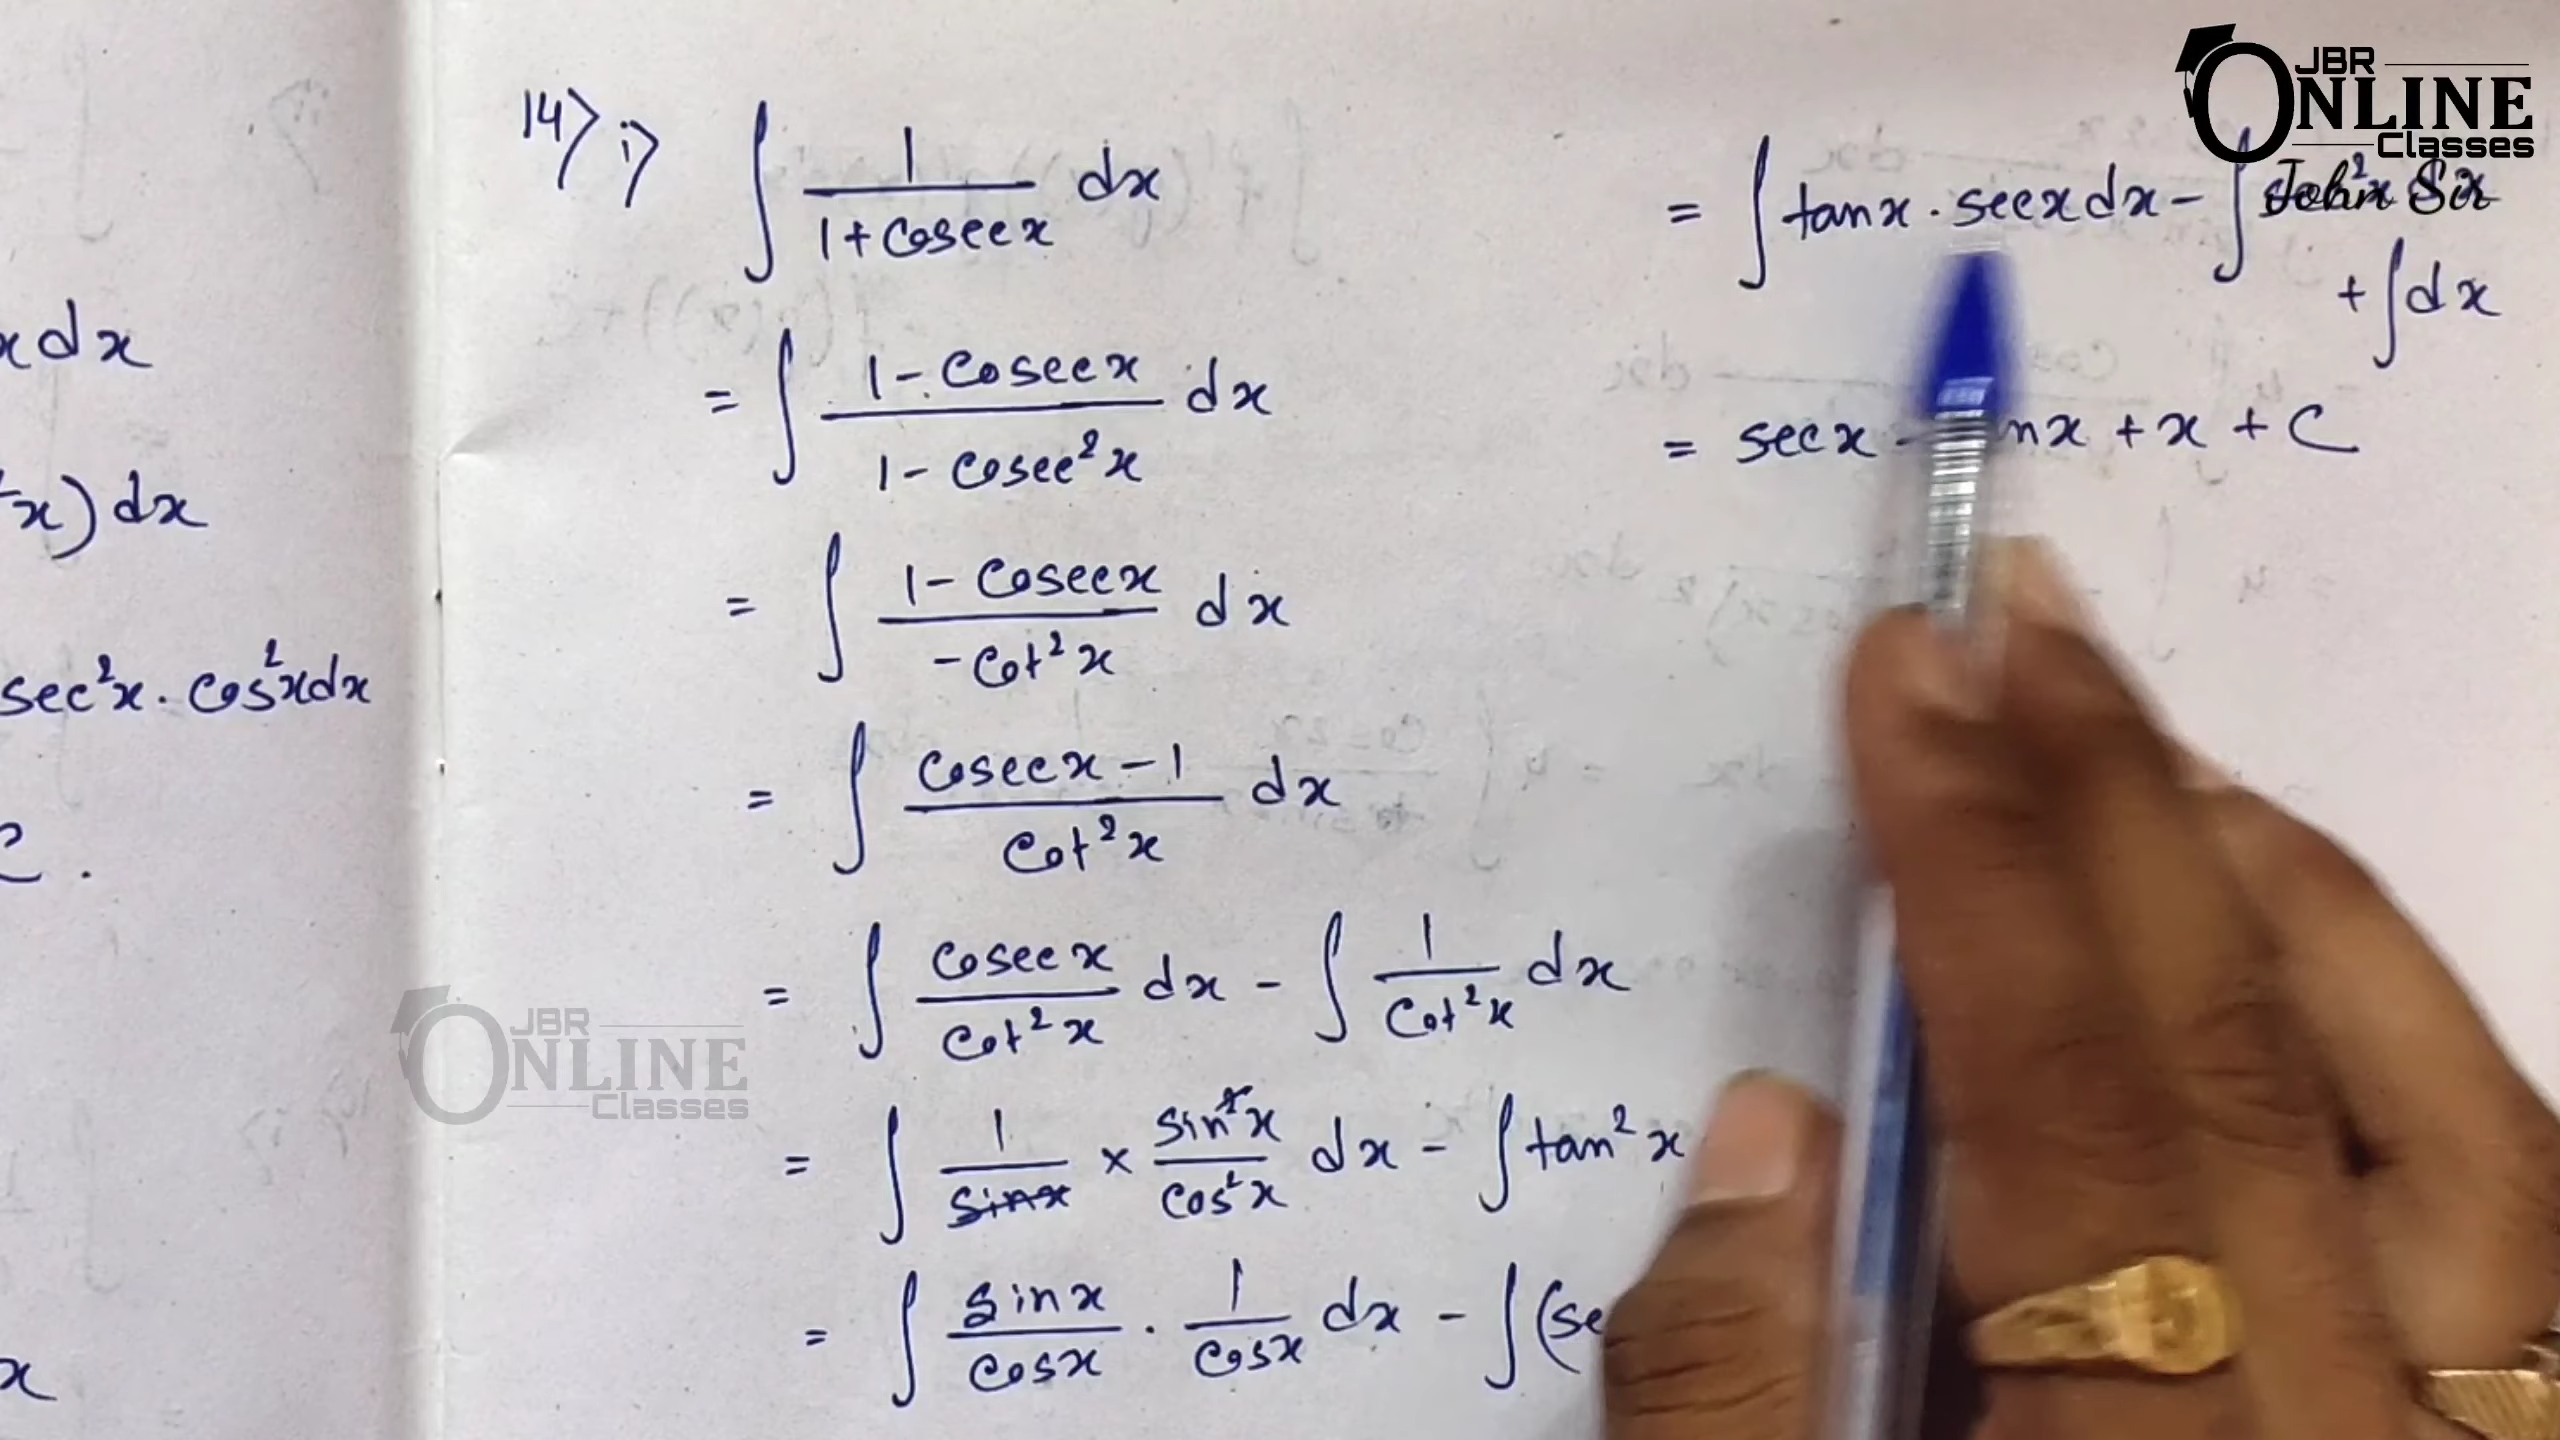 14> i> ∫ 1/(1+cosecx) dx
= ∫ (1-cosecx)/(1-cosec²x) dx
= ∫ (1-cosecx)/(-cot²x) dx
= ∫ (cosecx-1)/(cot²x) dx
= ∫ (cosecx)/(cot²x) dx - ∫ 1/(cot²x) dx
= ∫ 1/(sinx) × (sin²x)/(cos²x) dx - ∫ tan²x
= ∫ (sinx)/(cosx) · 1/(cosx) dx - ∫ (se
= ∫ tanx · secx dx - ∫
+ ∫ dx
= secx nx + x + C
x dx
x) dx
sec²x · cos²x dx
C .
x
JBR
ONLINE
Classes
John Sir
JBR
ONLINE
Classes